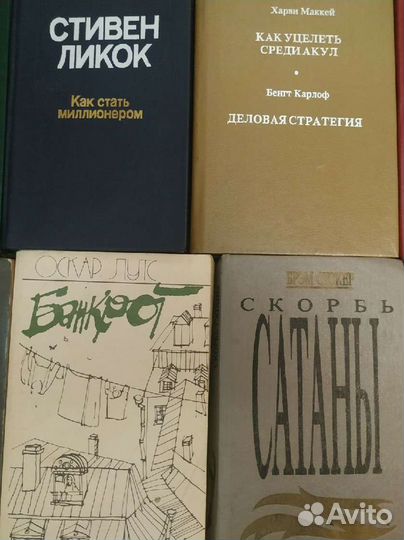 СТИВЕН
ЛИКОК
Как стать
миллионером
Харви Маккей
КАК УЦЕЛЕТЬ
СРЕДИ АКУЛ
•
Бенгт Карлоф
ДЕЛОВАЯ СТРАТЕГИЯ
ОСКАР ЛУТС
Банкрот
БРЭМ СТОКЕР
СКОРБЬ
САТАНЫ
Avito